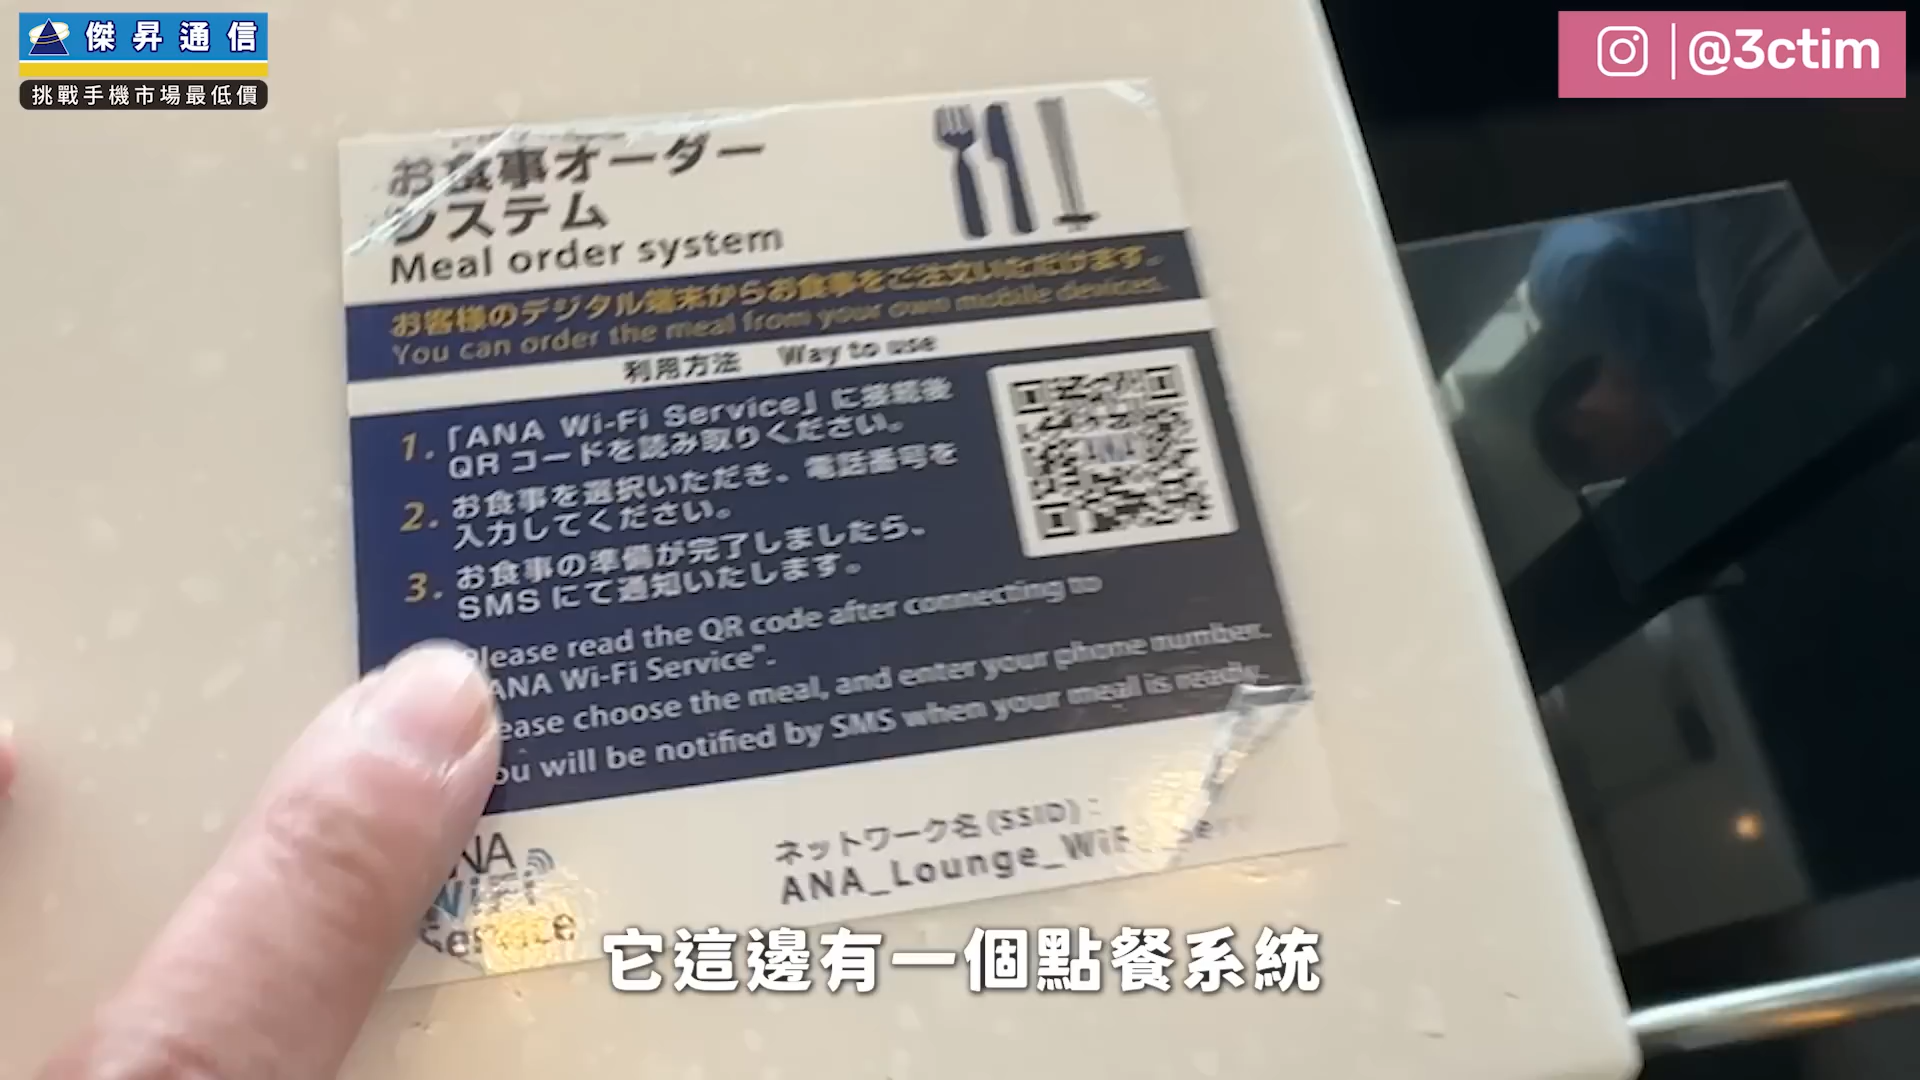 傑昇通信
挑戰手機市場最低價
@3ctim
お食事オーダー
システム
Meal order system
お客様のデジタル端末からお食事をご注文いただけます。
You can order the meal from your own mobile devices.
利用方法 Way to use
1. 「ANA Wi-Fi Service」に接続後
QRコードを読み取りください。
2. お食事を選択いただき、電話番号を
入力してください。
3. お食事の準備が完了しましたら、
SMSにて通知いたします。
Please read the QR code after connecting to
ANA Wi-Fi Service".
ease choose the meal, and enter your phone number.
ou will be notified by SMS when your meal is ready.
ANA
WiFi
Service
ネットワーク名 (SSID) :
ANA_Lounge_WiF
它這邊有一個點餐系統